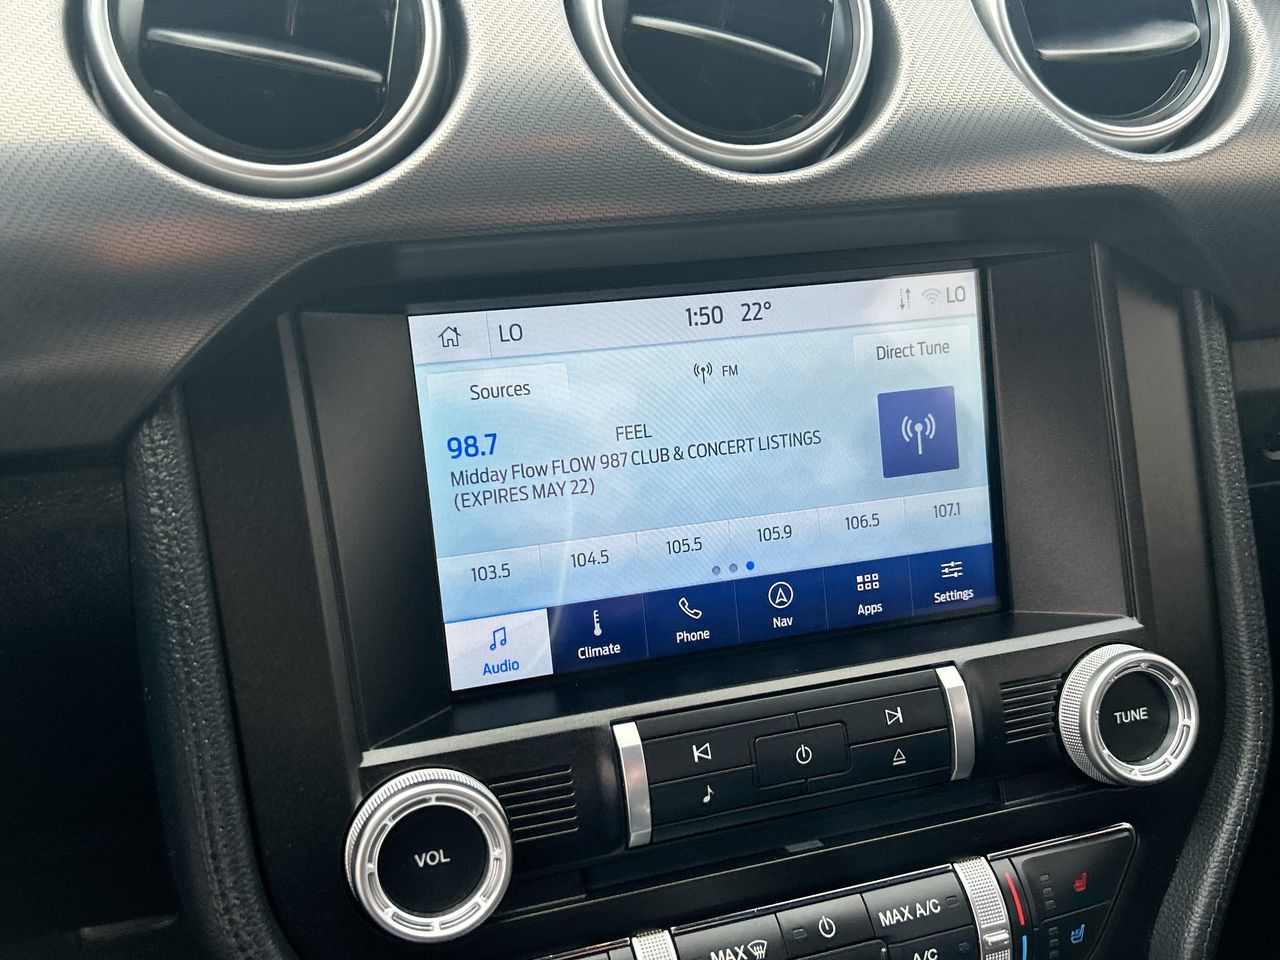 LO 1:50 22° LO
Sources FM Direct Tune
98.7 FEEL
Midday Flow FLOW 987 CLUB & CONCERT LISTINGS
(EXPIRES MAY 22)
103.5 104.5 105.5 105.9 106.5 107.1
Audio Climate Phone Nav Apps Settings
VOL
TUNE
MAX
MAX A/C
A/C